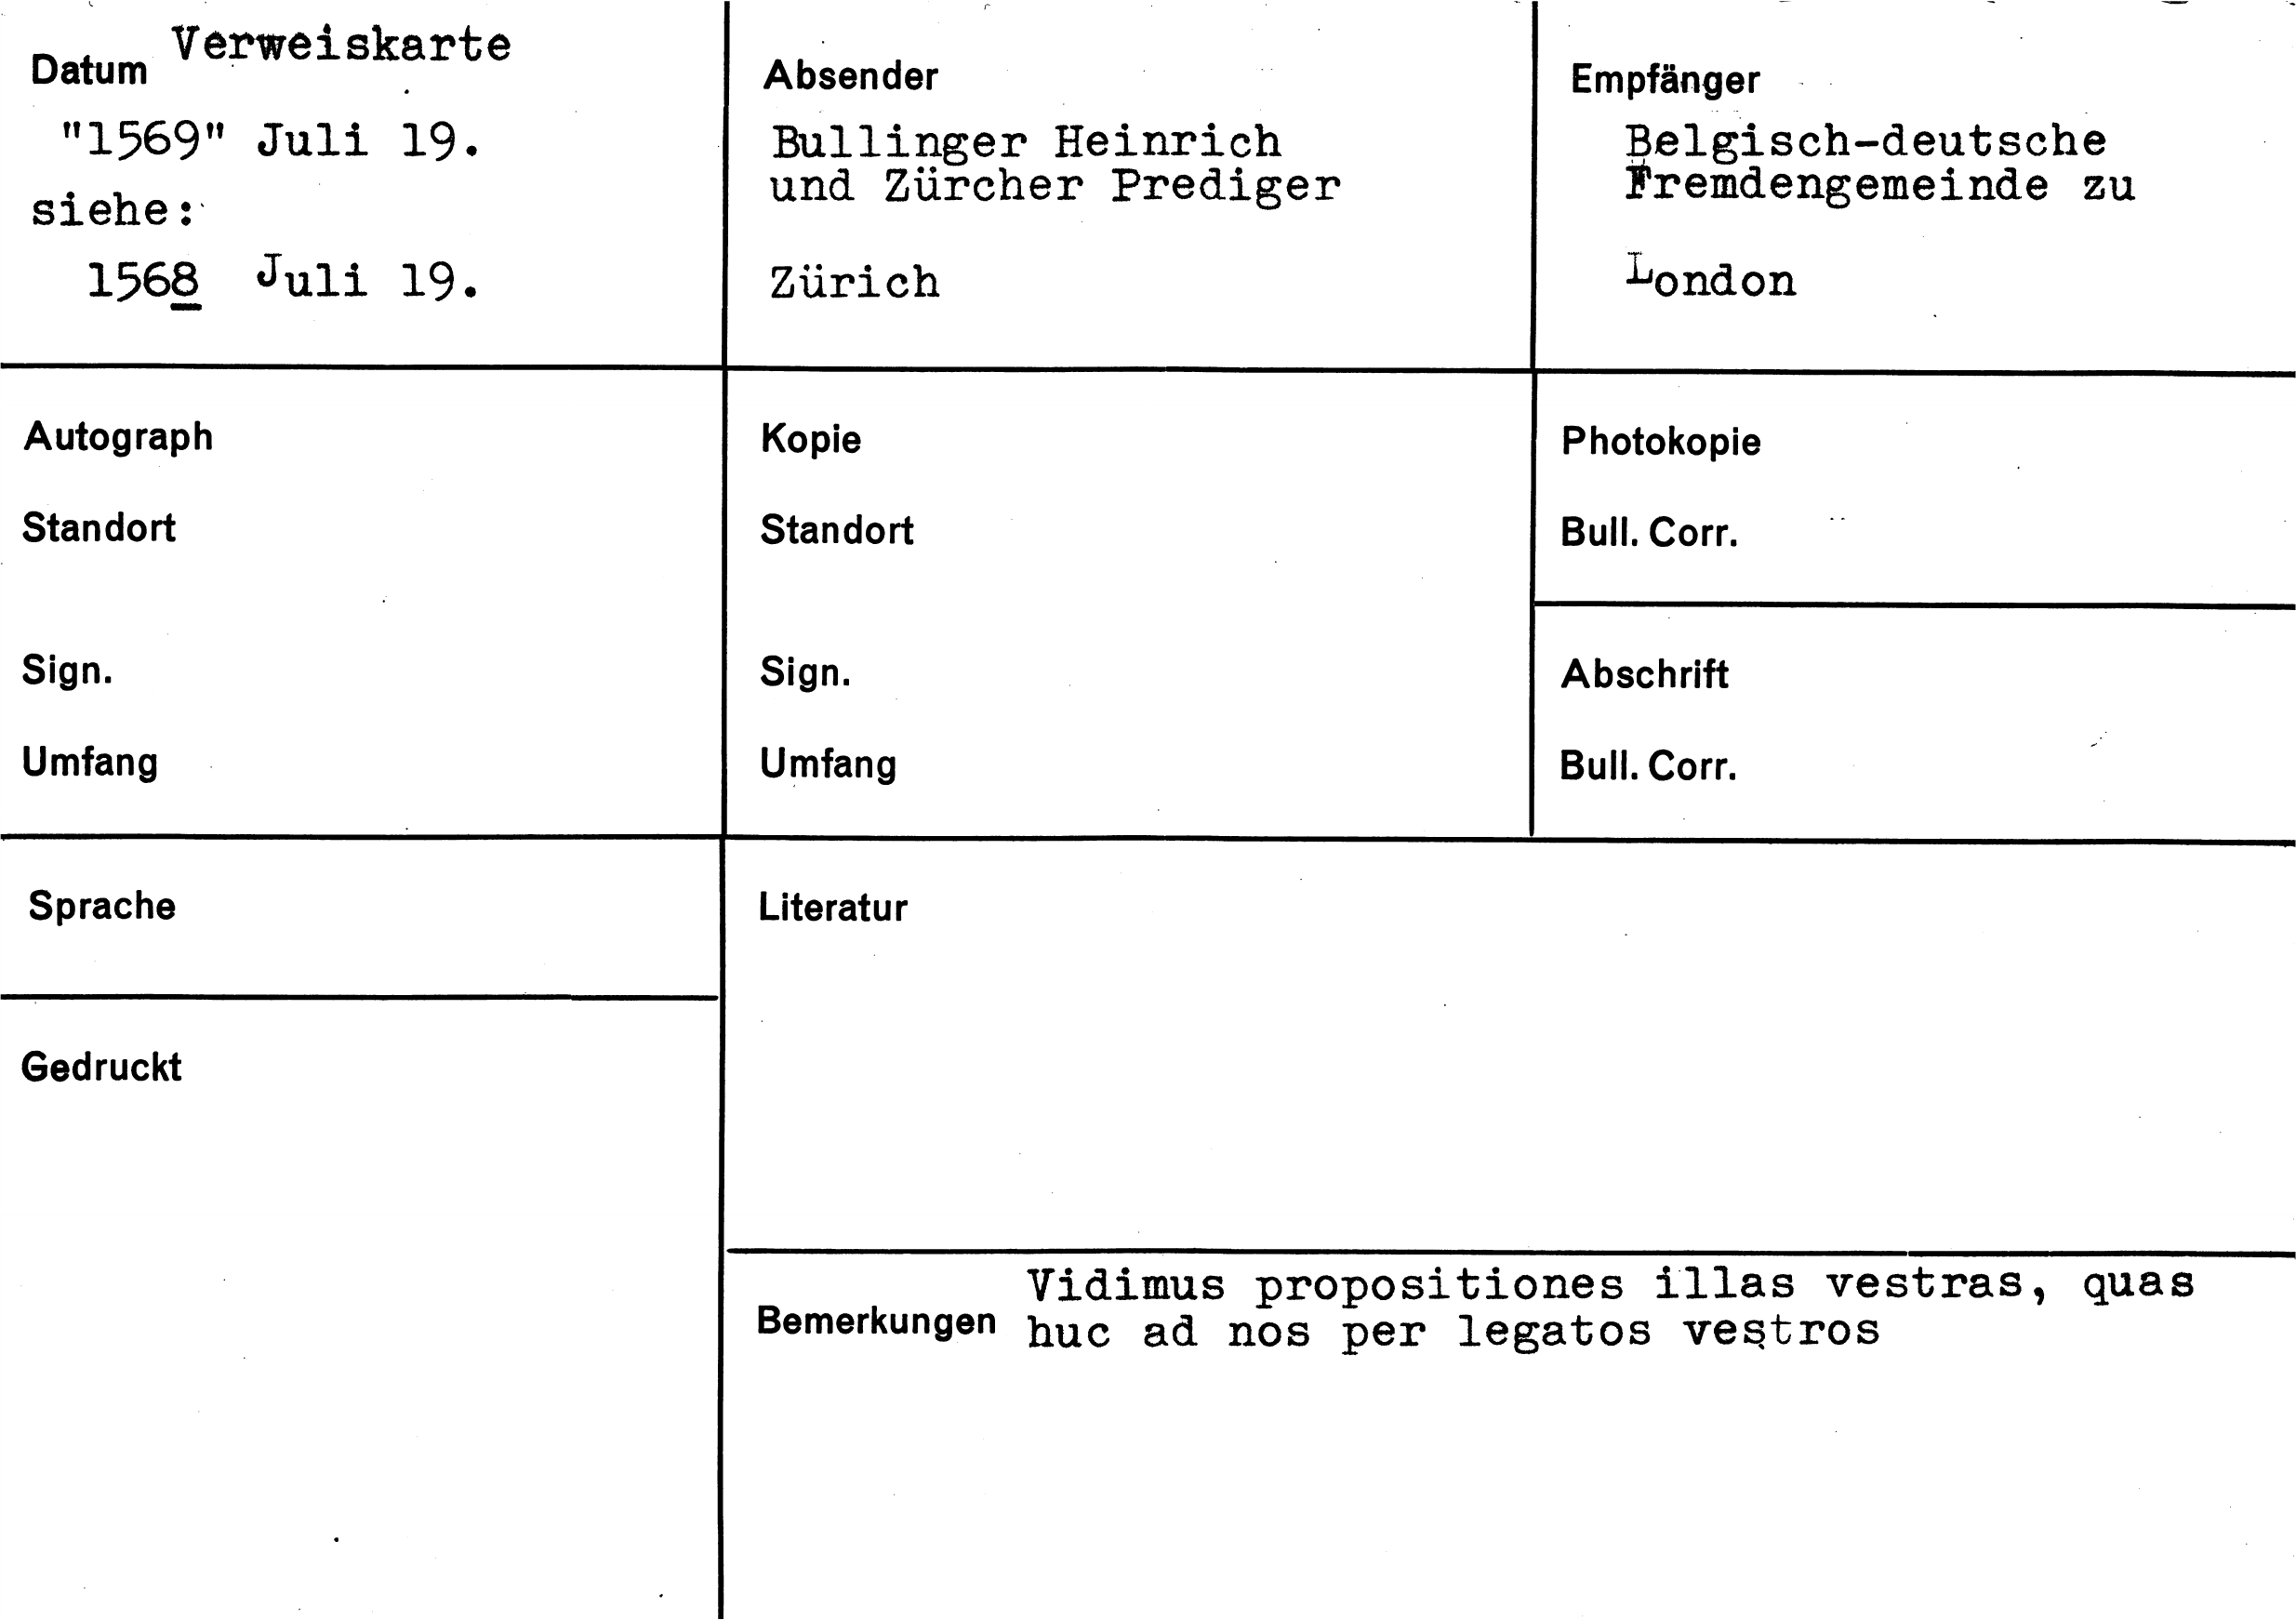 Verweiskarte
Datum
"1569" Juli 19.
siehe:
1568 Juli 19.
Absender
Bullinger Heinrich
und Zürcher Prediger
Zürich
Empfänger
Belgisch-deutsche
Fremdengemeinde zu
London
Autograph
Standort
Sign.
Umfang
Kopie
Standort
Sign.
Umfang
Photokopie
Bull. Corr.
Abschrift
Bull. Corr.
Sprache
Gedruckt
Literatur
Bemerkungen
Vidimus propositiones illas vestras, quas
huc ad nos per legatos vestros